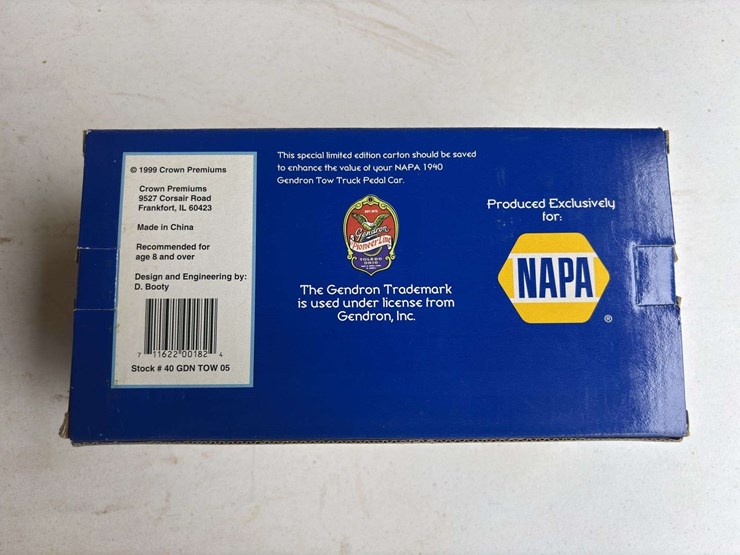 © 1999 Crown Premiums
Crown Premiums
9527 Corsair Road
Frankfort, IL 60423
Made in China
Recommended for
age 8 and over
Design and Engineering by:
D. Booty
7 11622 00182 4
Stock # 40 GDN TOW 05
This special limited edition carton should be saved
to enhance the value of your NAPA 1940
Gendron Tow Truck Pedal Car.
Gendron
Pioneer Line
TOLEDO
OHIO
The Gendron Trademark
is used under license from
Gendron, Inc.
Produced Exclusively
for:
NAPA
®